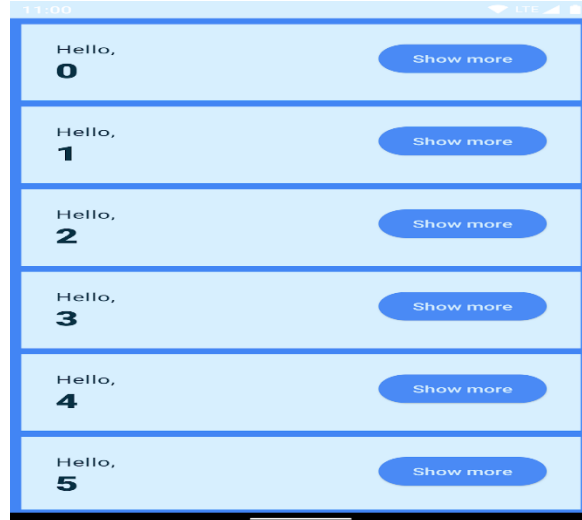 11:00 LTE
Hello,
0
Show more
Hello,
1
Show more
Hello,
2
Show more
Hello,
3
Show more
Hello,
4
Show more
Hello,
5
Show more